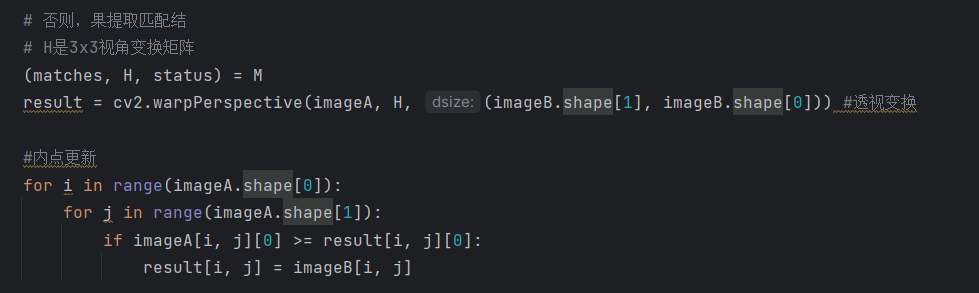 # 否则，果提取匹配结
# H是3x3视角变换矩阵
(matches, H, status) = M
result = cv2.warpPerspective(imageA, H, dsize: (imageB.shape[1], imageB.shape[0])) #透视变换
#内点更新
for i in range(imageA.shape[0]):
for j in range(imageA.shape[1]):
if imageA[i, j][0] >= result[i, j][0]:
result[i, j] = imageB[i, j]